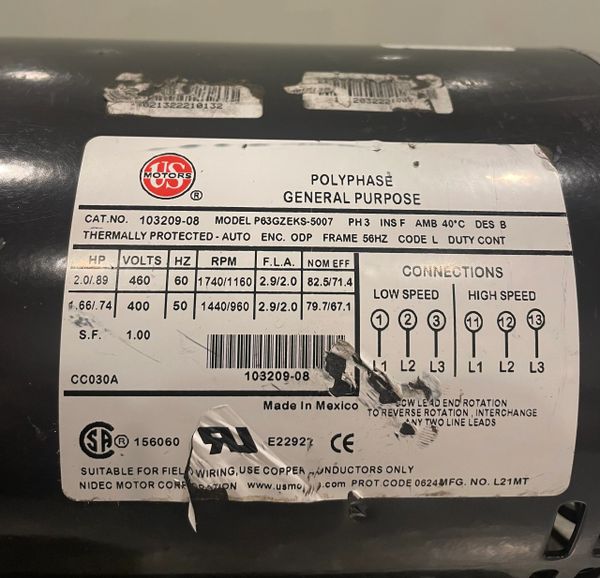 021322210132
US
MOTORS
®
POLYPHASE
GENERAL PURPOSE
CAT.NO. 103209-08 MODEL P63GZEKS-5007 PH 3 INS F AMB 40°C DES B
THERMALLY PROTECTED - AUTO ENC. ODP FRAME 56HZ CODE L DUTY CONT
HP VOLTS HZ RPM F.L.A. NOM EFF
2.0/.89 460 60 1740/1160 2.9/2.0 82.5/71.4
1.66/.74 400 50 1440/960 2.9/2.0 79.7/67.1
S.F. 1.00
CONNECTIONS
LOW SPEED HIGH SPEED
1 2 3 11 12 13
L1 L2 L3 L1 L2 L3
103209-08
CC030A
Made in Mexico
CCW LEAD END ROTATION
TO REVERSE ROTATION, INTERCHANGE
ANY TWO LINE LEADS
SA ® 156060 E22927 CE
SUITABLE FOR FIELD WIRING, USE COPPER CONDUCTORS ONLY
NIDEC MOTOR CORPORATION www.usmo .com PROT CODE 0624 MFG. NO. L21MT